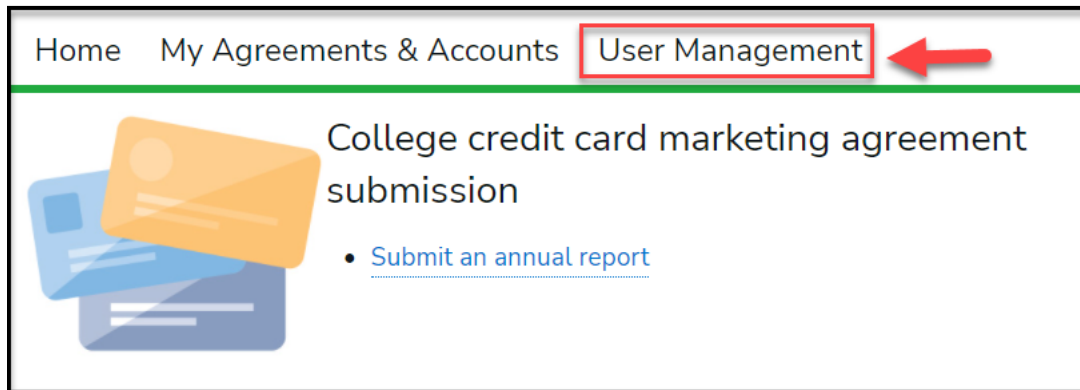 Home My Agreements & Accounts User Management
College credit card marketing agreement
submission
• Submit an annual report